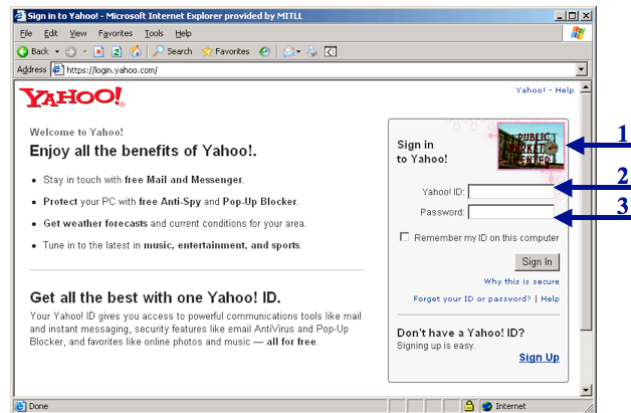 Sign in to Yahoo! - Microsoft Internet Explorer provided by MITLL
File Edit View Favorites Tools Help
Back Search Favorites
Address https://login.yahoo.com/
YAHOO!
Yahoo! - Help
Welcome to Yahoo!
Enjoy all the benefits of Yahoo!.
Stay in touch with free Mail and Messenger.
Protect your PC with free Anti-Spy and Pop-Up Blocker.
Get weather forecasts and current conditions for your area.
Tune in to the latest in music, entertainment, and sports.
Get all the best with one Yahoo! ID.
Your Yahoo! ID gives you access to powerful communications tools like mail
and instant messaging, security features like email AntiVirus and Pop-Up
Blocker, and favorites like online photos and music — all for free.
Sign in
to Yahoo!
PUBLIC
MARKET
CENTER
1
Yahoo! ID:
2
Password:
3
Remember my ID on this computer
Sign In
Why this is secure
Forget your ID or password? | Help
Don't have a Yahoo! ID?
Signing up is easy.
Sign Up
Done
Internet